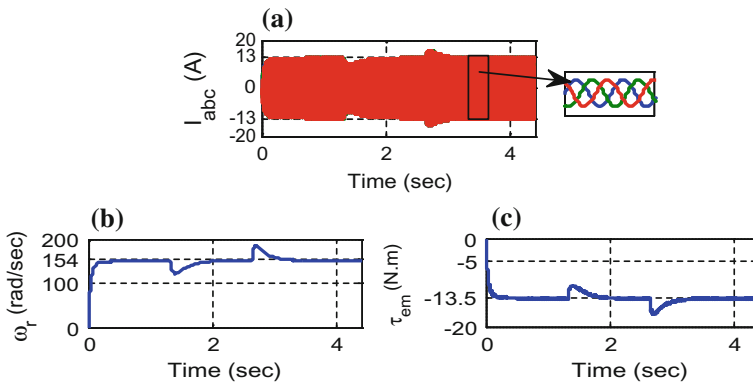 (a)
I_abc (A)
20
13
0
-13
-20
0 2 4
Time (sec)
(b)
ω_r (rad/sec)
200
154
100
0
0 2 4
Time (sec)
(c)
τ_em (N.m)
0
-5
-13.5
-20
0 2 4
Time (sec)